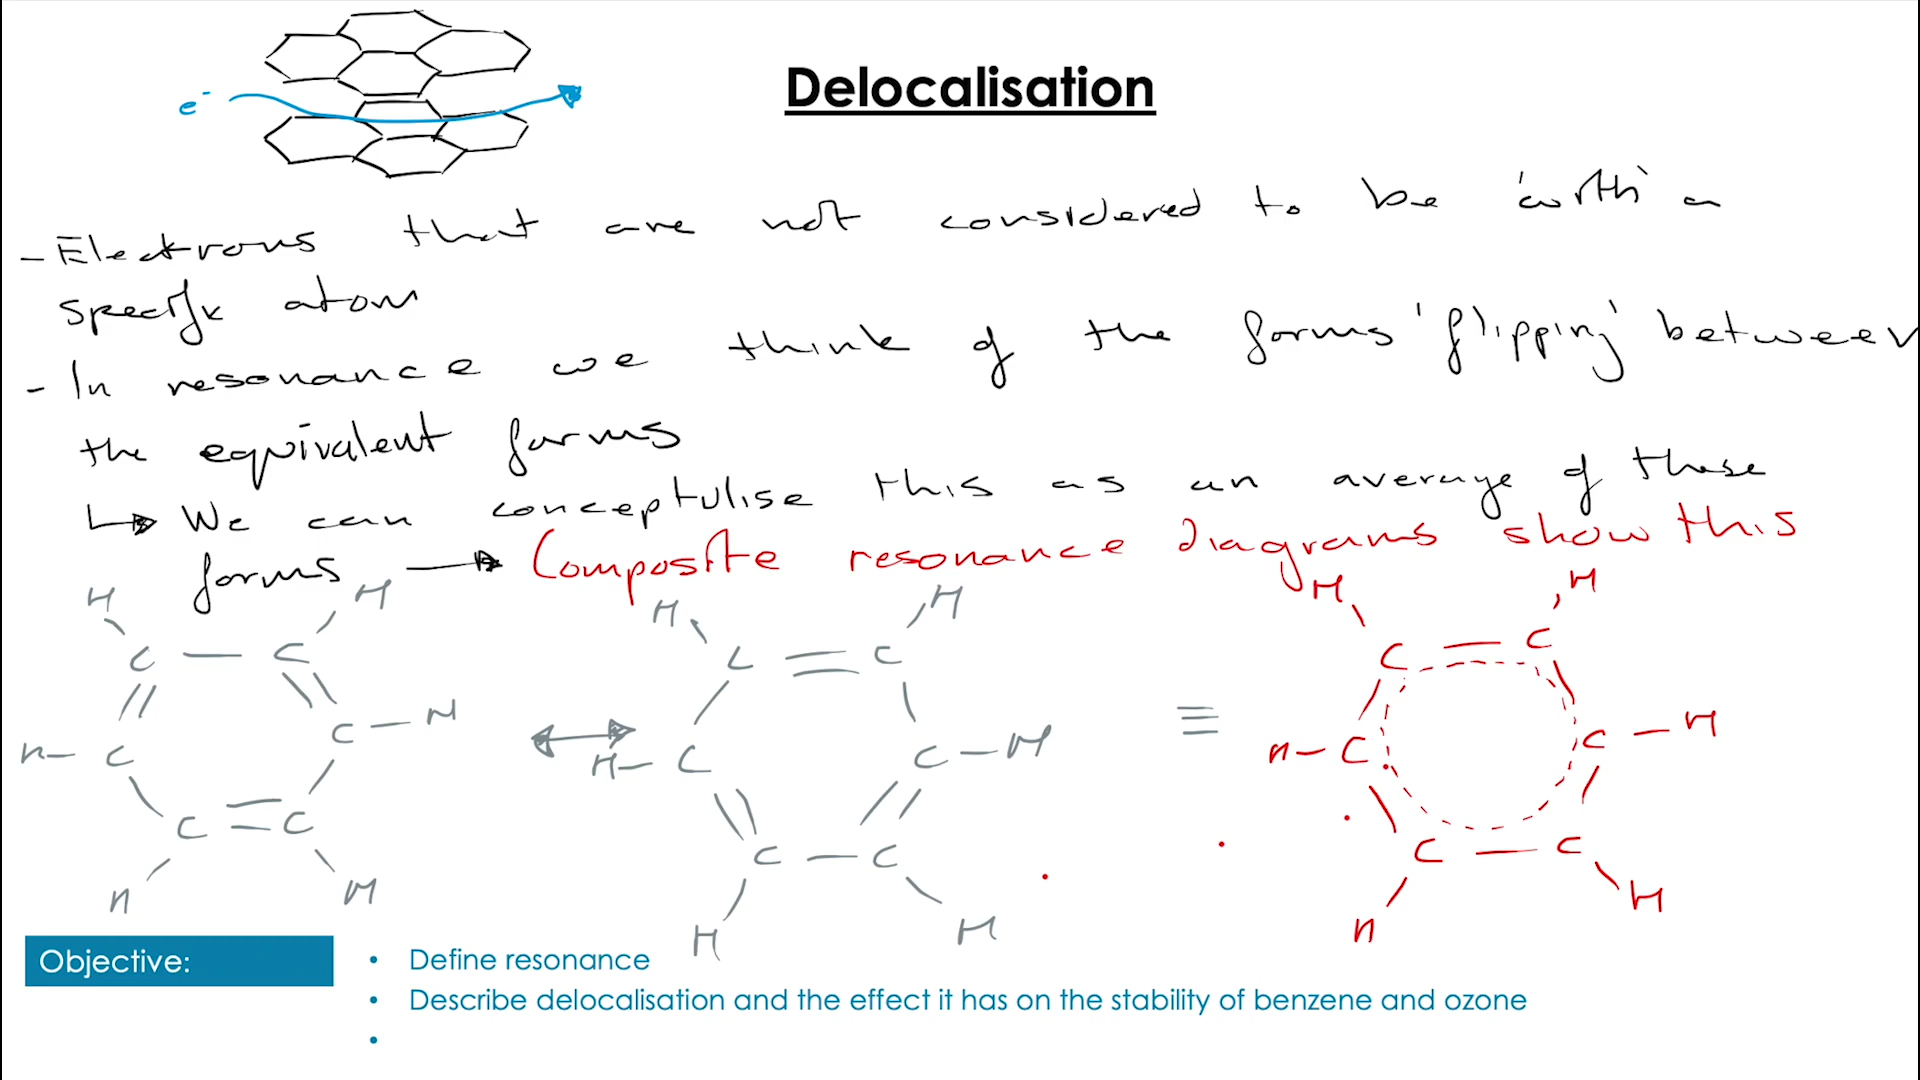 Delocalisation
e⁻
- Electrons that are not considered to be 'with' a
specific atom
- In resonance we think of the forms 'flipping' between
the equivalent forms
↳ We can conceptulise this as an average of these
forms → Composite resonance diagrams show this
H H H H H H
C — C C = C C — C
C — H C — H C — H
H — C ↔ H — C ≡ H — C
C = C C — C C — C
H H H H H H
Objective:
• Define resonance
• Describe delocalisation and the effect it has on the stability of benzene and ozone
•